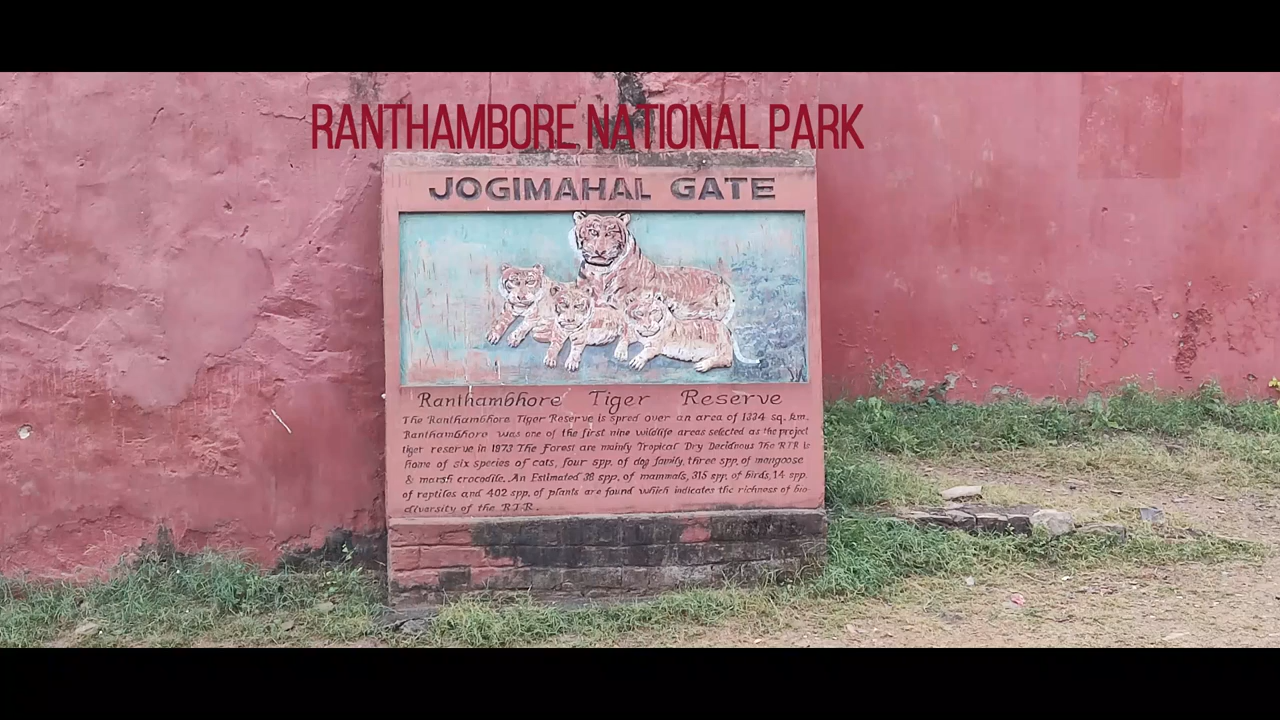 RANTHAMBORE NATIONAL PARK
JOGIMAHAL GATE
Ranthambhore Tiger Reserve
The Ranthambhore Tiger Reserve is spred over an area of 1334 sq. km.
Ranthambhore was one of the first nine wildlife areas selected as the project
tiger reserve in 1973 The Forest are mainly Tropical Dry Decidnous The RTR is
home of six species of cats, four spp. of dog family, three spp. of mongoose
& marsh crocodile. An Estimated 38 spp. of mammals, 315 spp. of birds, 14 spp.
of reptiles and 402 spp. of plants are found which indicates the richness of bio-
diversity of the R.T.R.